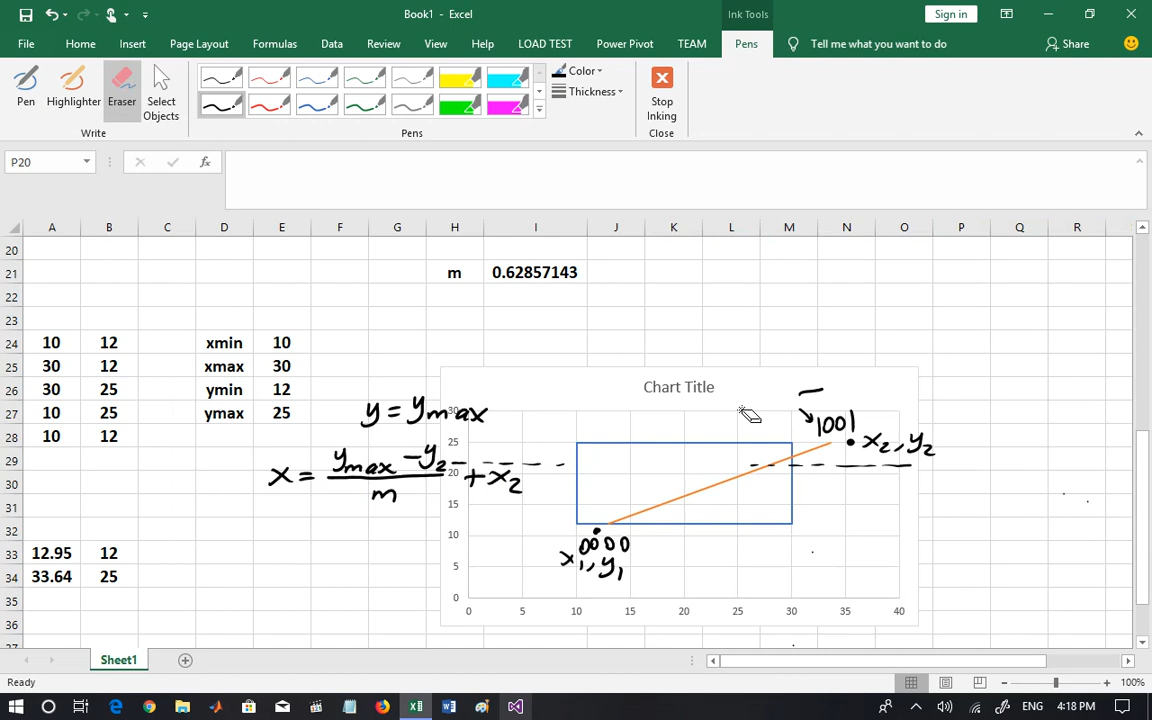 Book1 - Excel
Ink Tools
Sign in
File Home Insert Page Layout Formulas Data Review View Help LOAD TEST Power Pivot TEAM Pens Tell me what you want to do Share
Color
Thickness
Pen Highlighter Eraser Select Objects Stop Inking
Write Pens Close
P20 fx
A B C D E F G H I J K L M N O P Q R
20
21 m 0.62857143
22
23
24 10 12 xmin 10
25 30 12 xmax 30
26 30 25 ymin 12
27 10 25 ymax 25
28 10 12
29
30
31
32
33 12.95 12
34 33.64 25
35
36
37
Chart Title
30
25
20
15
10
5
0
0 5 10 15 20 25 30 35 40
y = ymax
x = ymax - y2
m
+ x2
1001
x2, y2
0000
x1, y1
Sheet1
Ready
100%
ENG 4:18 PM